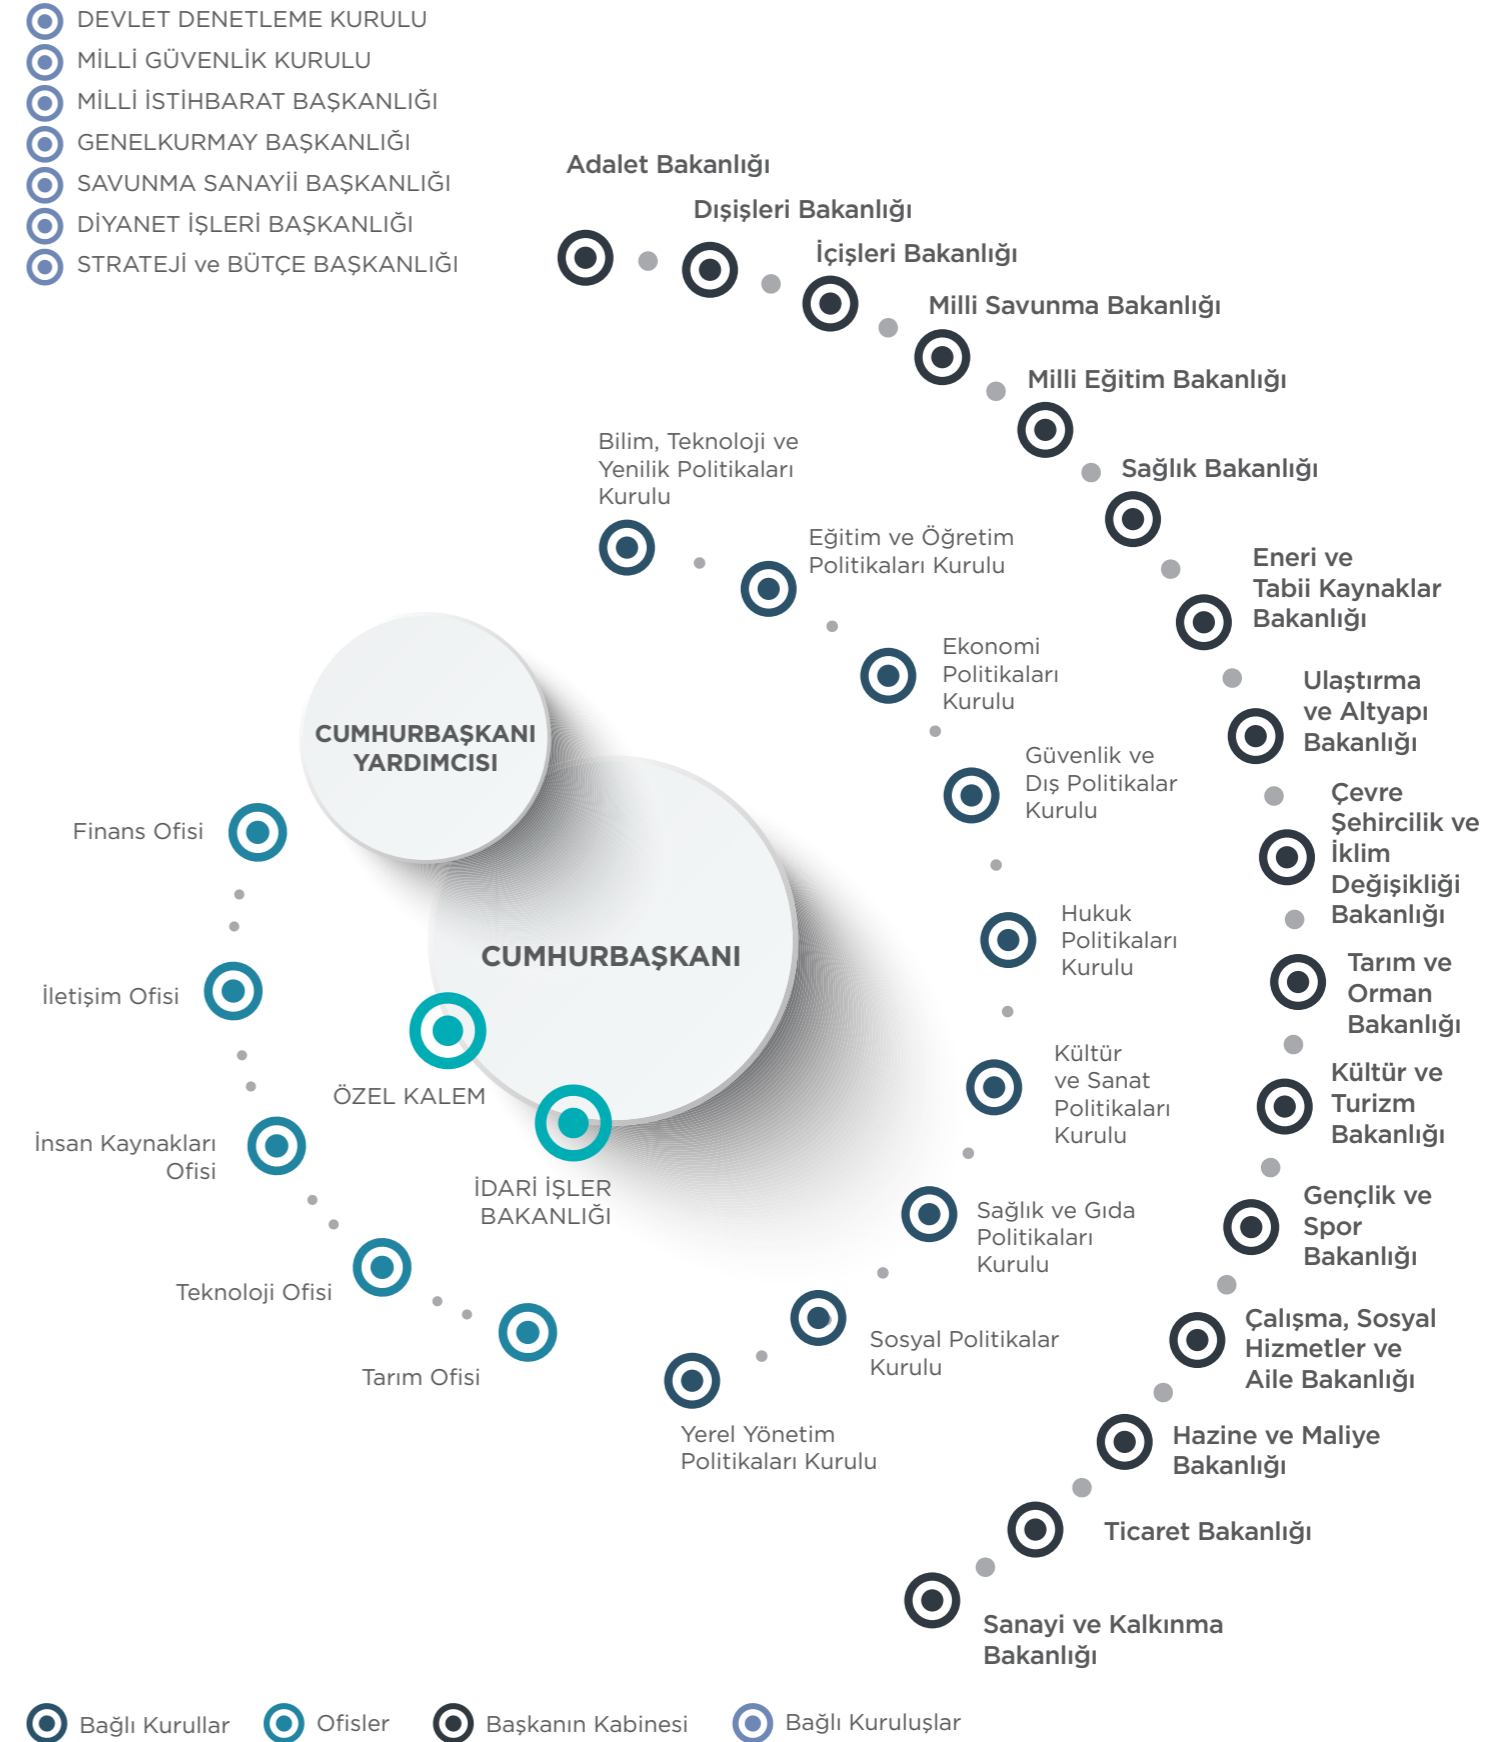 DEVLET DENETLEME KURULU
MİLLİ GÜVENLİK KURULU
MİLLİ İSTİHBARAT BAŞKANLIĞI
GENELKURMAY BAŞKANLIĞI
SAVUNMA SANAYİİ BAŞKANLIĞI
DİYANET İŞLERİ BAŞKANLIĞI
STRATEJİ ve BÜTÇE BAŞKANLIĞI
Adalet Bakanlığı
Dışişleri Bakanlığı
İçişleri Bakanlığı
Milli Savunma Bakanlığı
Milli Eğitim Bakanlığı
Sağlık Bakanlığı
Eneri ve
Tabii Kaynaklar
Bakanlığı
Ulaştırma
ve Altyapı
Bakanlığı
Çevre
Şehircilik ve
İklim
Değişikliği
Bakanlığı
Tarım ve
Orman
Bakanlığı
Kültür ve
Turizm
Bakanlığı
Gençlik ve
Spor
Bakanlığı
Çalışma, Sosyal
Hizmetler ve
Aile Bakanlığı
Hazine ve Maliye
Bakanlığı
Ticaret Bakanlığı
Sanayi ve Kalkınma
Bakanlığı
Bilim, Teknoloji ve
Yenilik Politikaları
Kurulu
Eğitim ve Öğretim
Politikaları Kurulu
Ekonomi
Politikaları
Kurulu
Güvenlik ve
Dış Politikalar
Kurulu
Hukuk
Politikaları
Kurulu
Kültür
ve Sanat
Politikaları
Kurulu
Sağlık ve Gıda
Politikaları
Kurulu
Sosyal Politikalar
Kurulu
Yerel Yönetim
Politikaları Kurulu
CUMHURBAŞKANI
YARDIMCISI
CUMHURBAŞKANI
ÖZEL KALEM
İDARİ İŞLER
BAKANLIĞI
Finans Ofisi
İletişim Ofisi
İnsan Kaynakları
Ofisi
Teknoloji Ofisi
Tarım Ofisi
Bağlı Kurullar
Ofisler
Başkanın Kabinesi
Bağlı Kuruluşlar